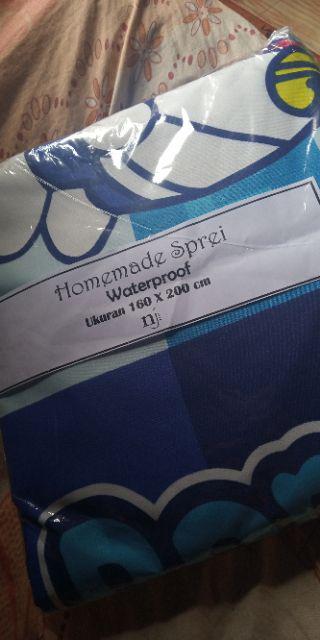 Homemade Sprei
Waterproof
Ukuran 160 X 200 cm
nj